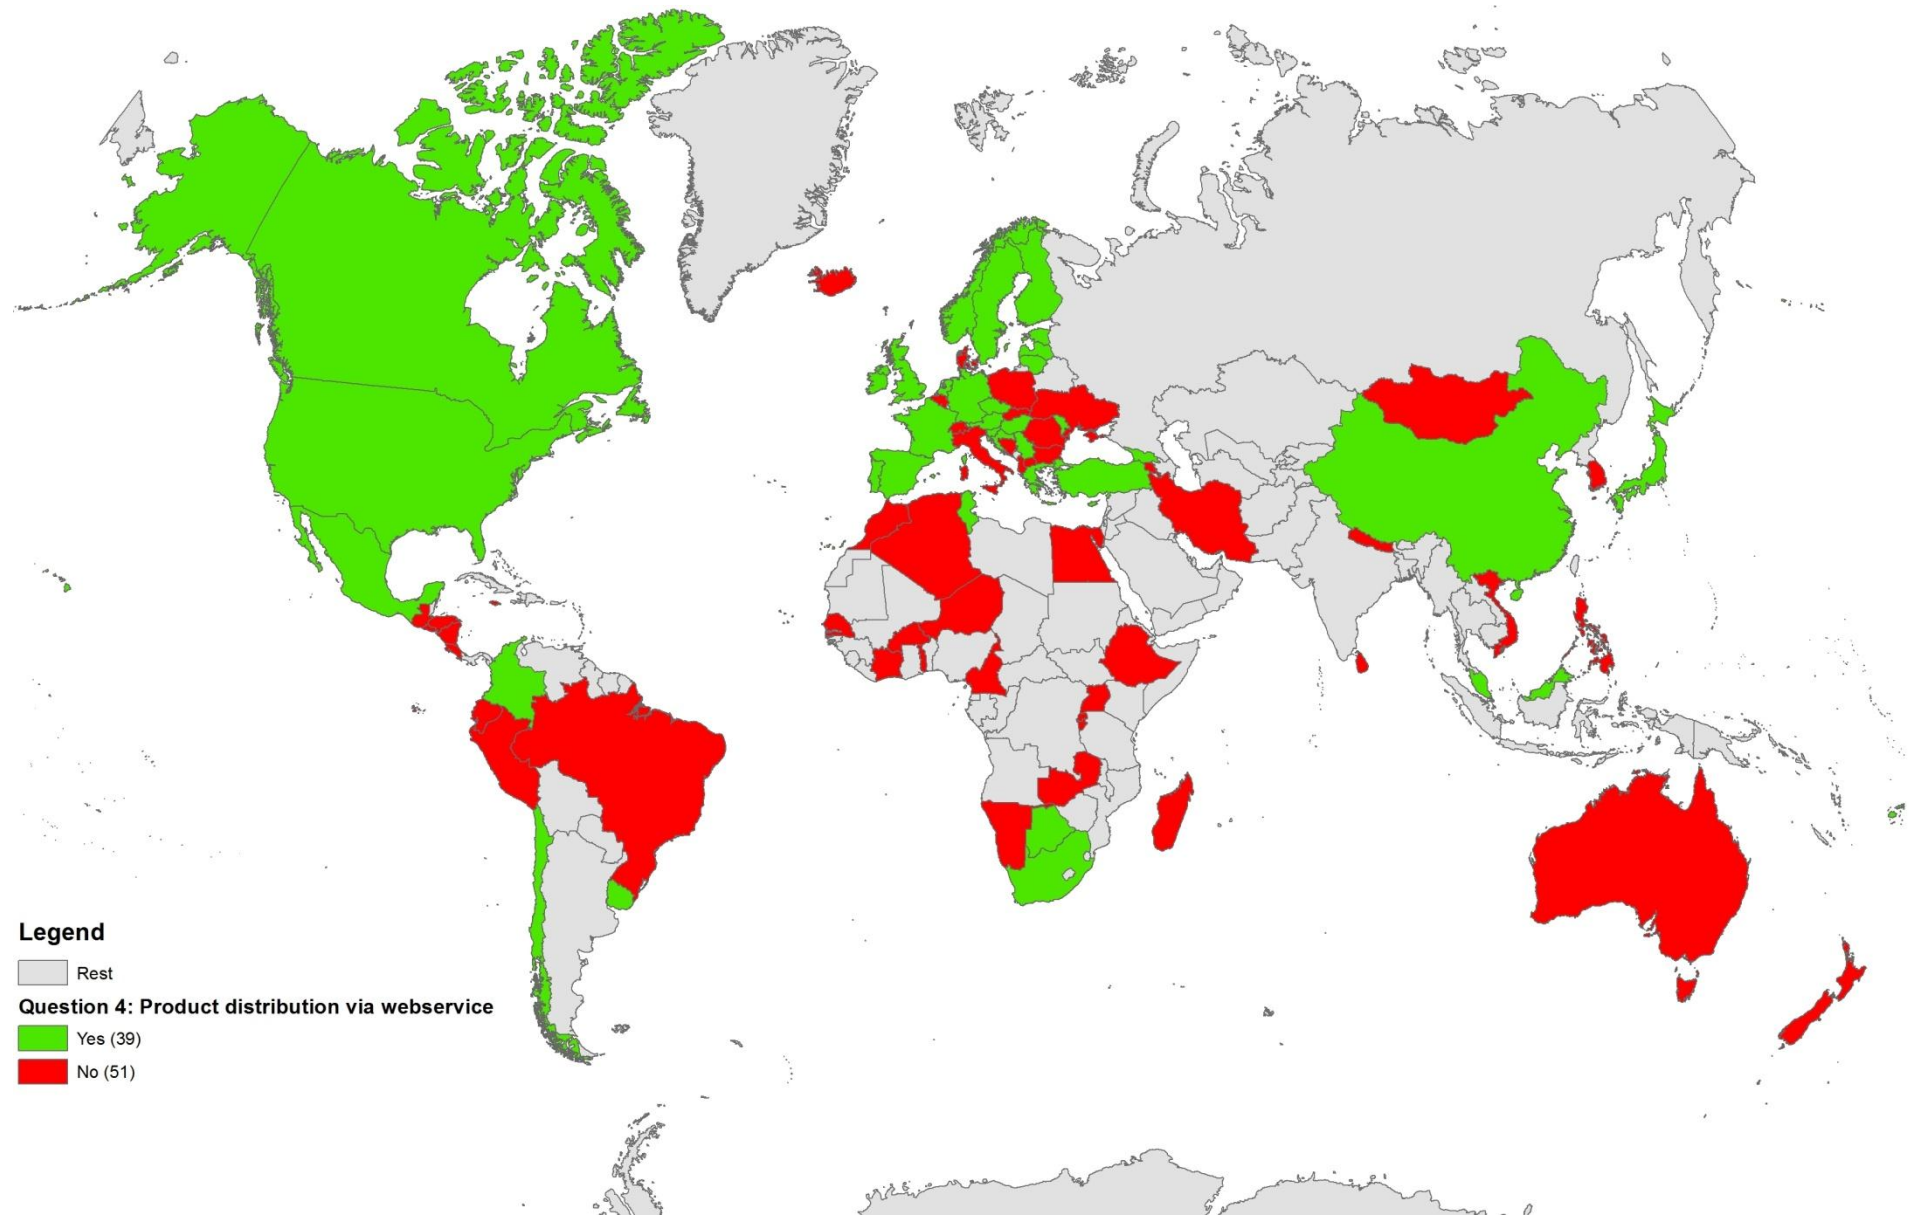 Legend
Rest
Question 4: Product distribution via webservice
Yes (39)
No (51)